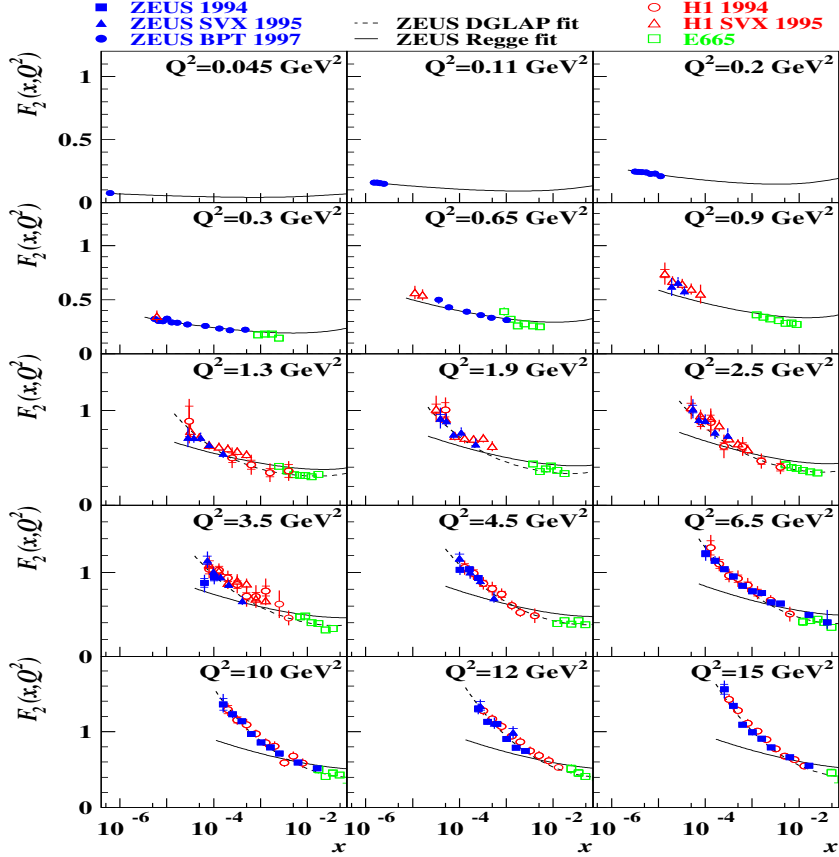 ZEUS 1994 H1 1994
ZEUS SVX 1995 ZEUS DGLAP fit H1 SVX 1995
ZEUS BPT 1997 ZEUS Regge fit E665
F₂(x,Q²) 1 0.5 0 Q²=0.045 GeV² Q²=0.11 GeV² Q²=0.2 GeV²
F₂(x,Q²) 1 0.5 0 Q²=0.3 GeV² Q²=0.65 GeV² Q²=0.9 GeV²
F₂(x,Q²) 1 0 Q²=1.3 GeV² Q²=1.9 GeV² Q²=2.5 GeV²
F₂(x,Q²) 1 0 Q²=3.5 GeV² Q²=4.5 GeV² Q²=6.5 GeV²
F₂(x,Q²) 1 0 Q²=10 GeV² Q²=12 GeV² Q²=15 GeV²
10⁻⁶ 10⁻⁴ 10⁻² 10⁻⁶ 10⁻⁴ 10⁻² 10⁻⁶ 10⁻⁴ 10⁻²
x x x